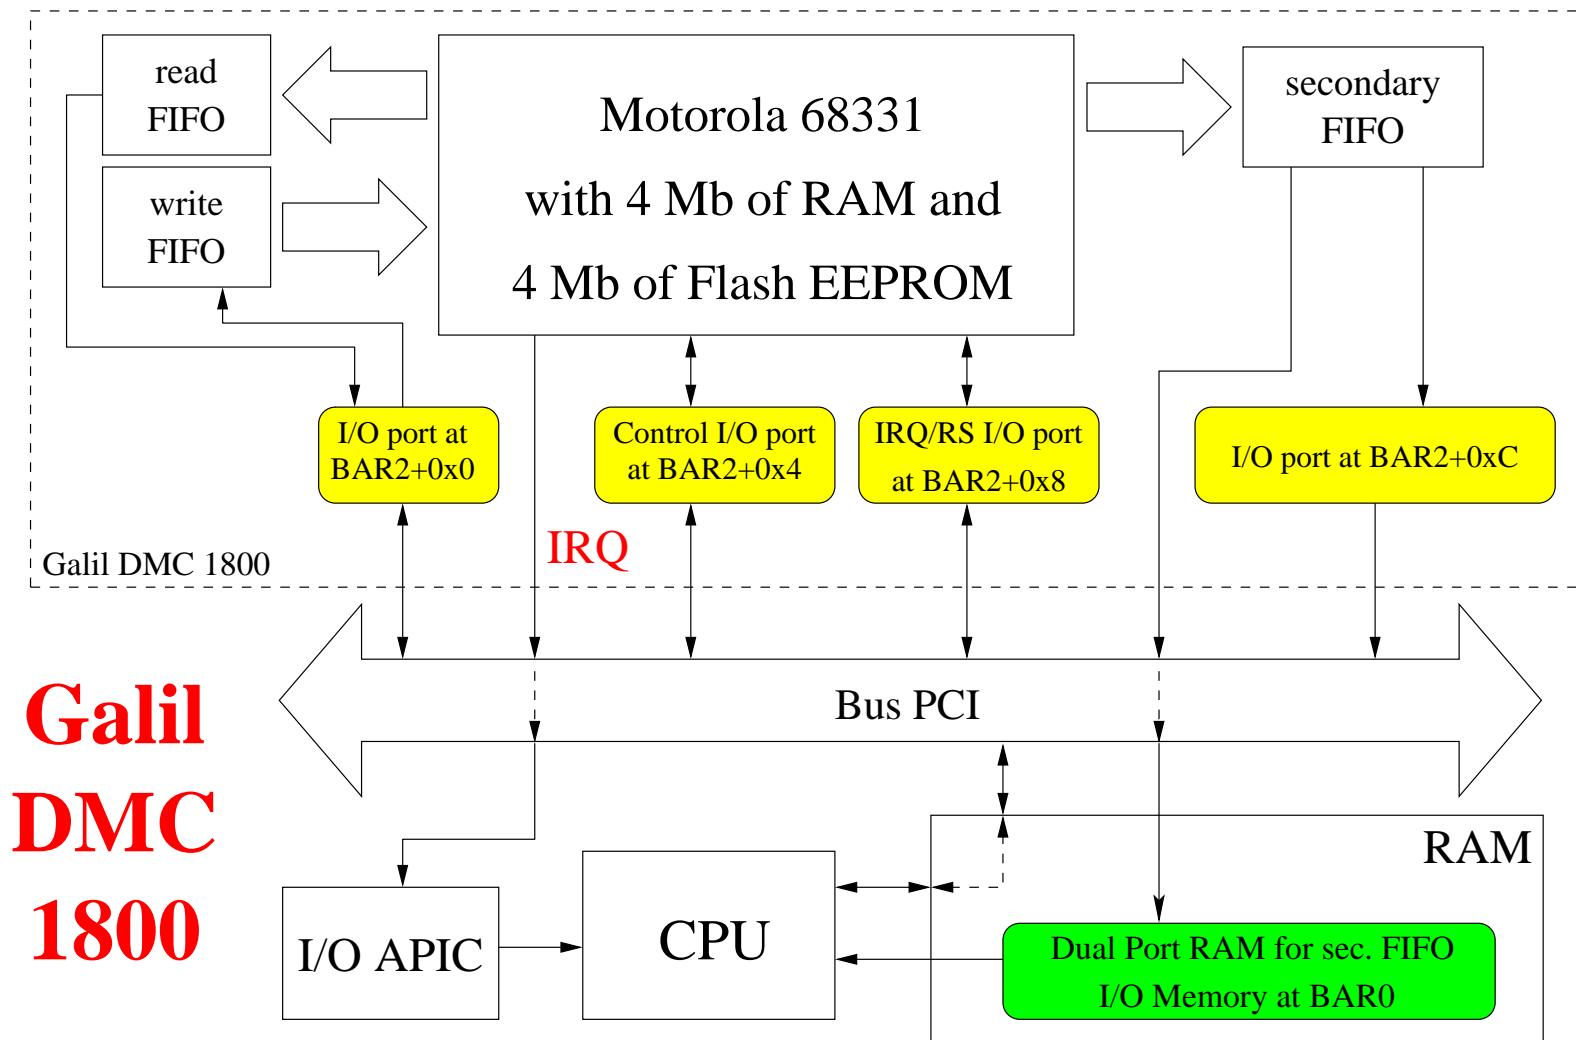 read
FIFO
write
FIFO
Motorola 68331
with 4 Mb of RAM and
4 Mb of Flash EEPROM
secondary
FIFO
I/O port at
BAR2+0x0
Control I/O port
at BAR2+0x4
IRQ/RS I/O port
at BAR2+0x8
I/O port at BAR2+0xC
IRQ
Galil DMC 1800
Bus PCI
Galil
DMC
1800
I/O APIC
CPU
RAM
Dual Port RAM for sec. FIFO
I/O Memory at BAR0